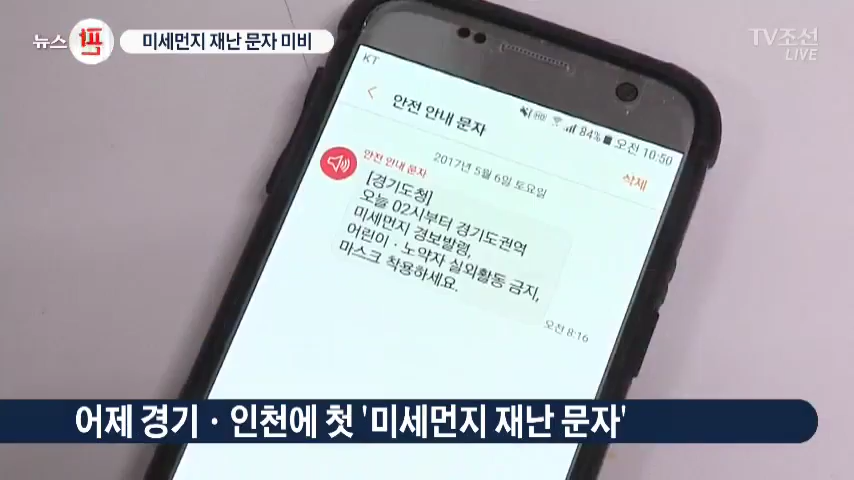 뉴스
미세먼지 재난 문자 미비
TV조선
LIVE
KT
84% 오전 10:50
안전 안내 문자
삭제
2017년 5월 6일 토요일
안전 안내 문자
[경기도청]
오늘 02시부터 경기도권역
미세먼지 경보발령,
어린이 · 노약자 실외활동 금지,
마스크 착용하세요.
오전 8:16
어제 경기 · 인천에 첫 '미세먼지 재난 문자'